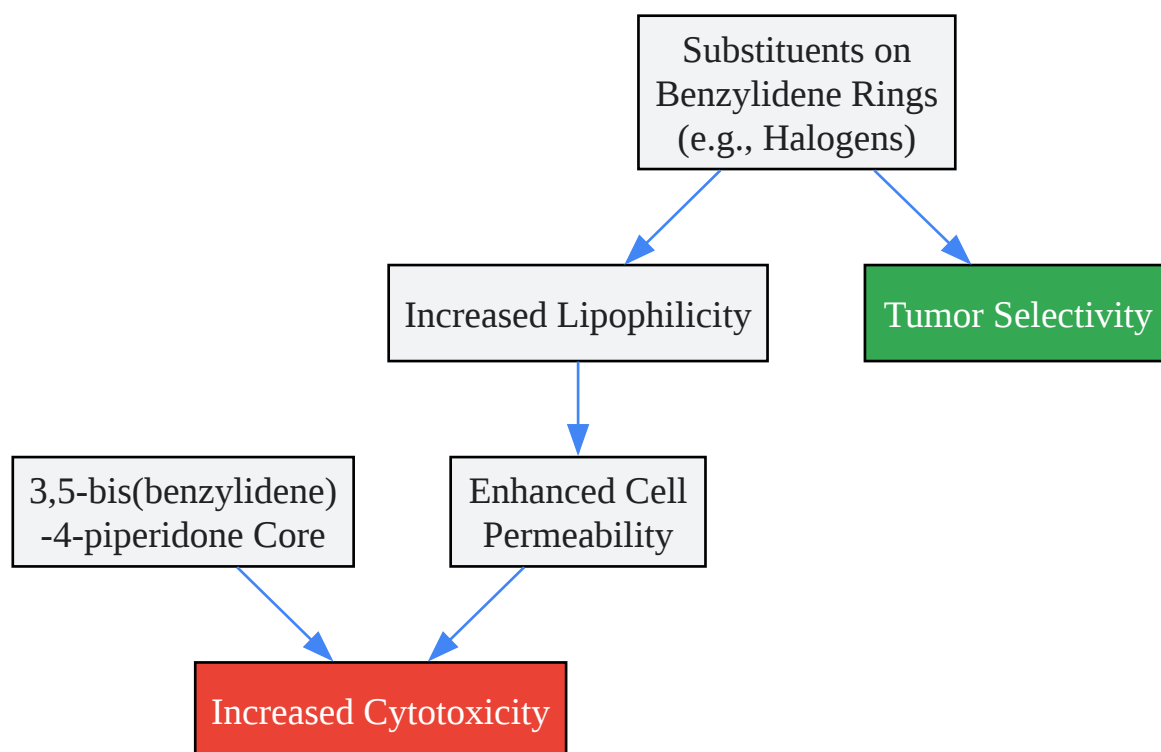 Substituents on
Benzylidene Rings
(e.g., Halogens)
Increased Lipophilicity
Tumor Selectivity
3,5-bis(benzylidene)
-4-piperidone Core
Enhanced Cell
Permeability
Increased Cytotoxicity